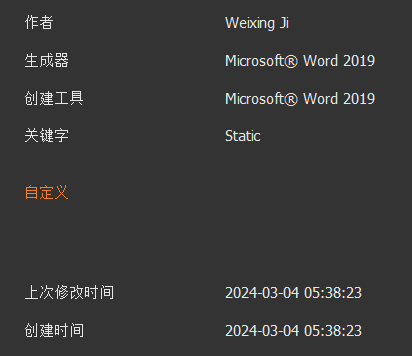 作者 Weixing Ji
生成器 Microsoft® Word 2019
创建工具 Microsoft® Word 2019
关键字 Static
自定义
上次修改时间 2024-03-04 05:38:23
创建时间 2024-03-04 05:38:23